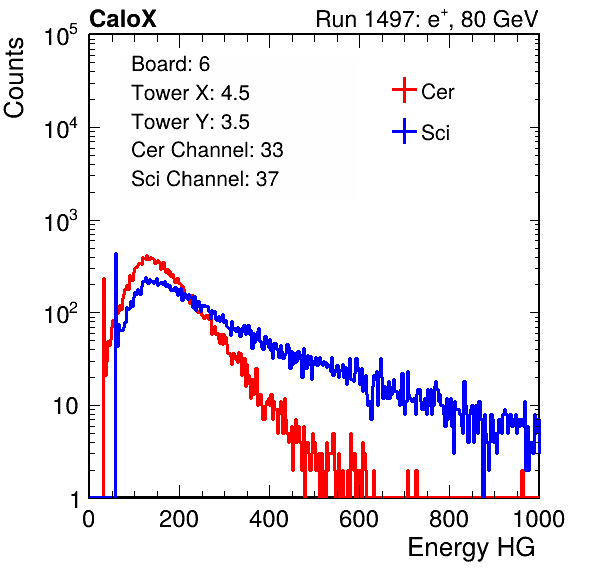 CaloX Run 1497: e⁺, 80 GeV
Counts
10⁵
10⁴
10³
10²
10
1
Board: 6
Tower X: 4.5
Tower Y: 3.5
Cer Channel: 33
Sci Channel: 37
Cer
Sci
0 200 400 600 800 1000
Energy HG